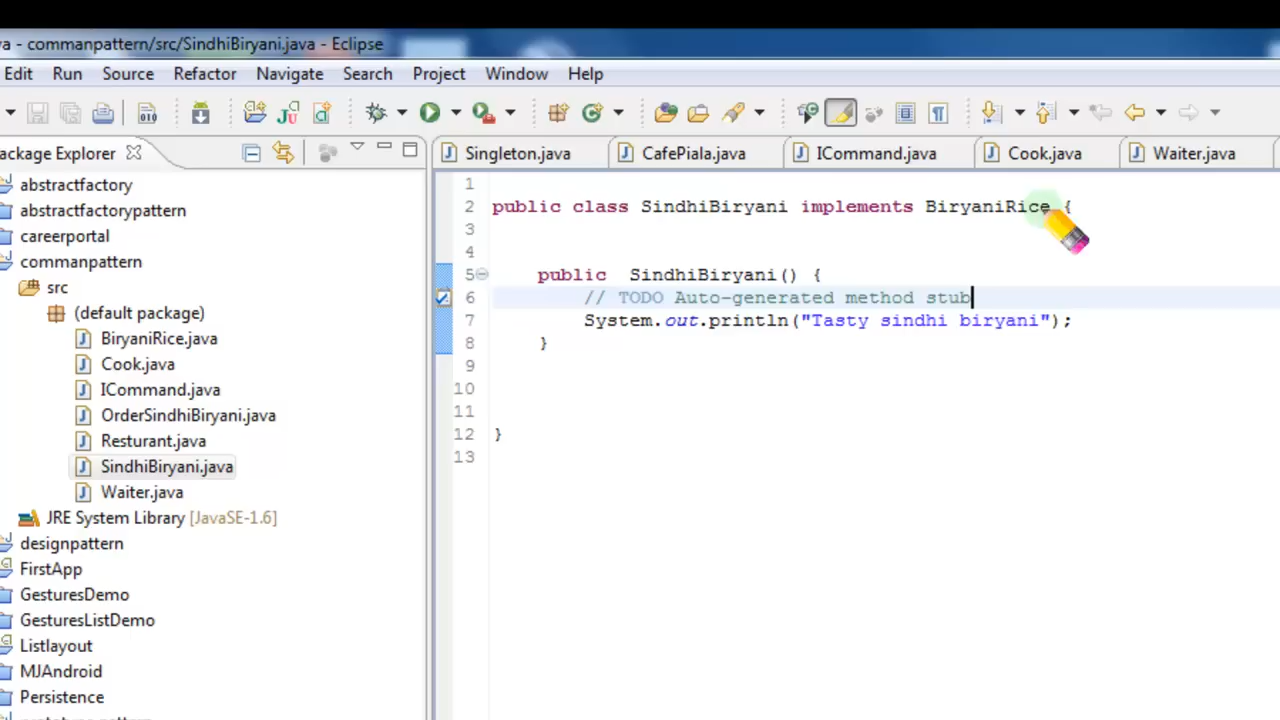 va - commanpattern/src/SindhiBiryani.java - Eclipse
Edit Run Source Refactor Navigate Search Project Window Help
ackage Explorer
Singleton.java CafePiala.java ICommand.java Cook.java Waiter.java
abstractfactory
abstractfactorypattern
careerportal
commanpattern
src
(default package)
BiryaniRice.java
Cook.java
ICommand.java
OrderSindhiBiryani.java
Resturant.java
SindhiBiryani.java
Waiter.java
JRE System Library [JavaSE-1.6]
designpattern
FirstApp
GesturesDemo
GesturesListDemo
Listlayout
MJAndroid
Persistence
1
2 public class SindhiBiryani implements BiryaniRice {
3
4
5 public  SindhiBiryani() {
6 // TODO Auto-generated method stub
7 System.out.println("Tasty sindhi biryani");
8 }
9
10
11
12 }
13